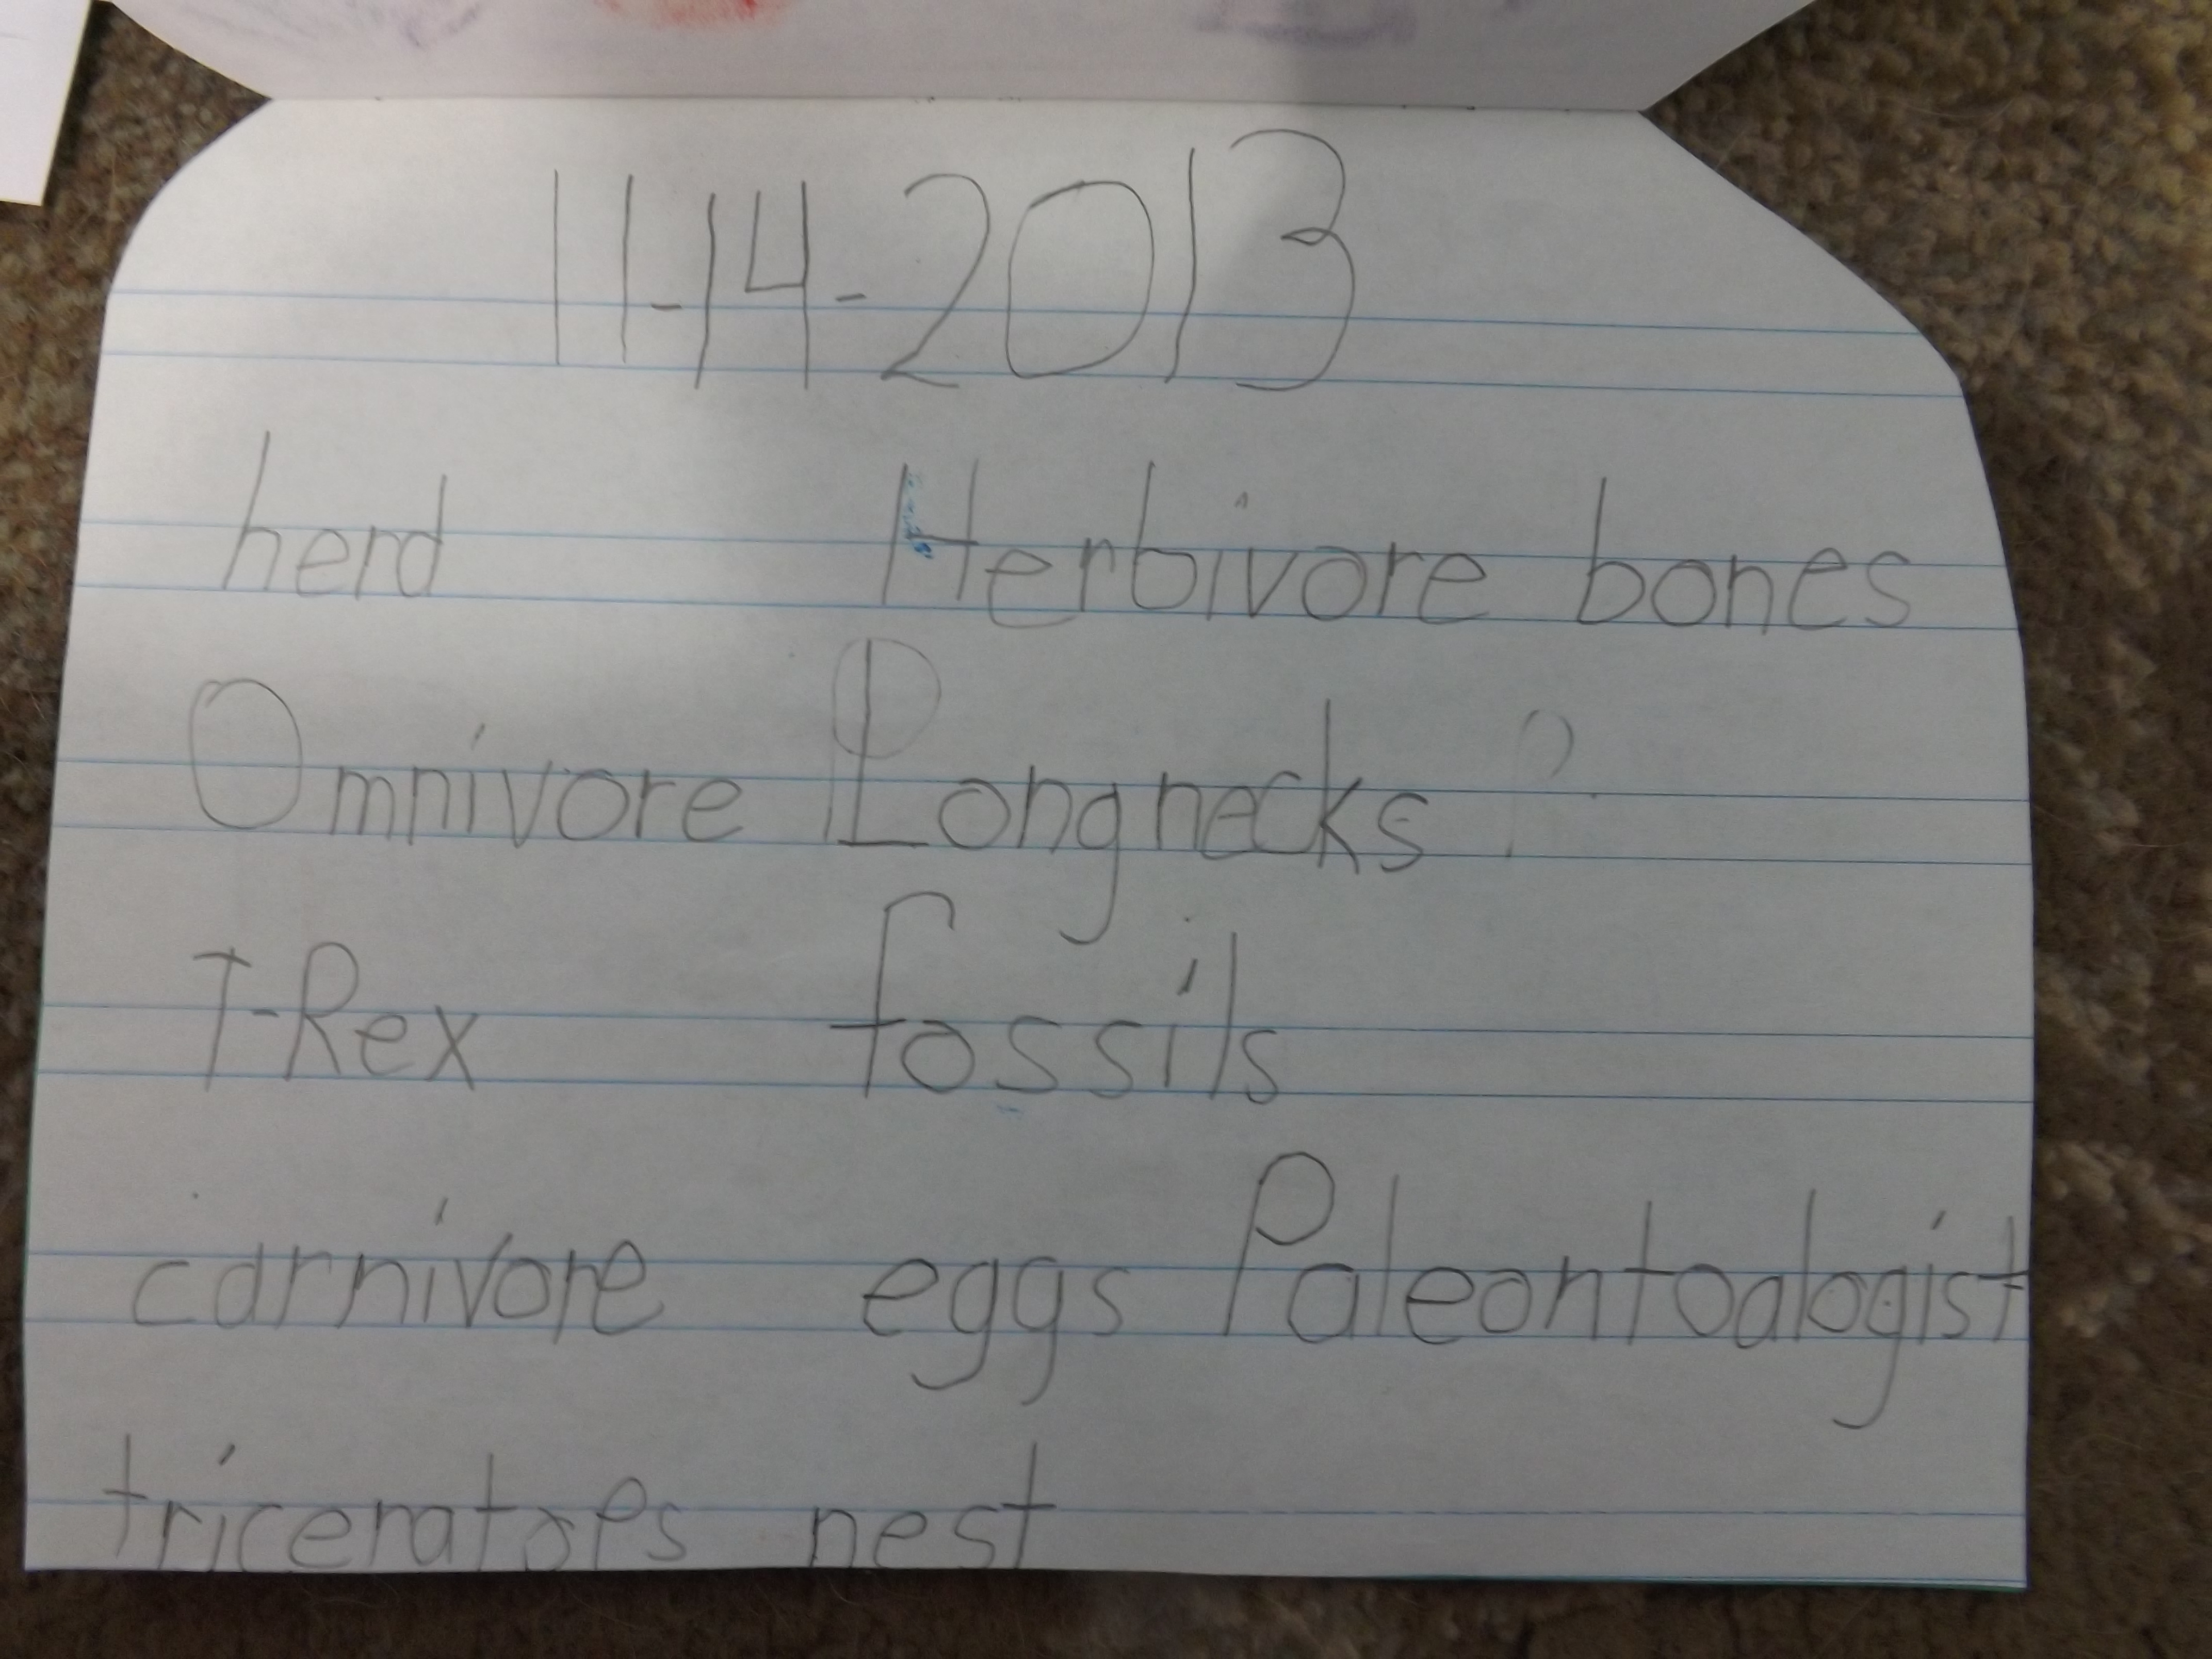 11-14-2013
herd Herbivore bones
Omnivore Longnecks
T-Rex fossils
carnivore eggs Paleontoalogist
triceratops nest